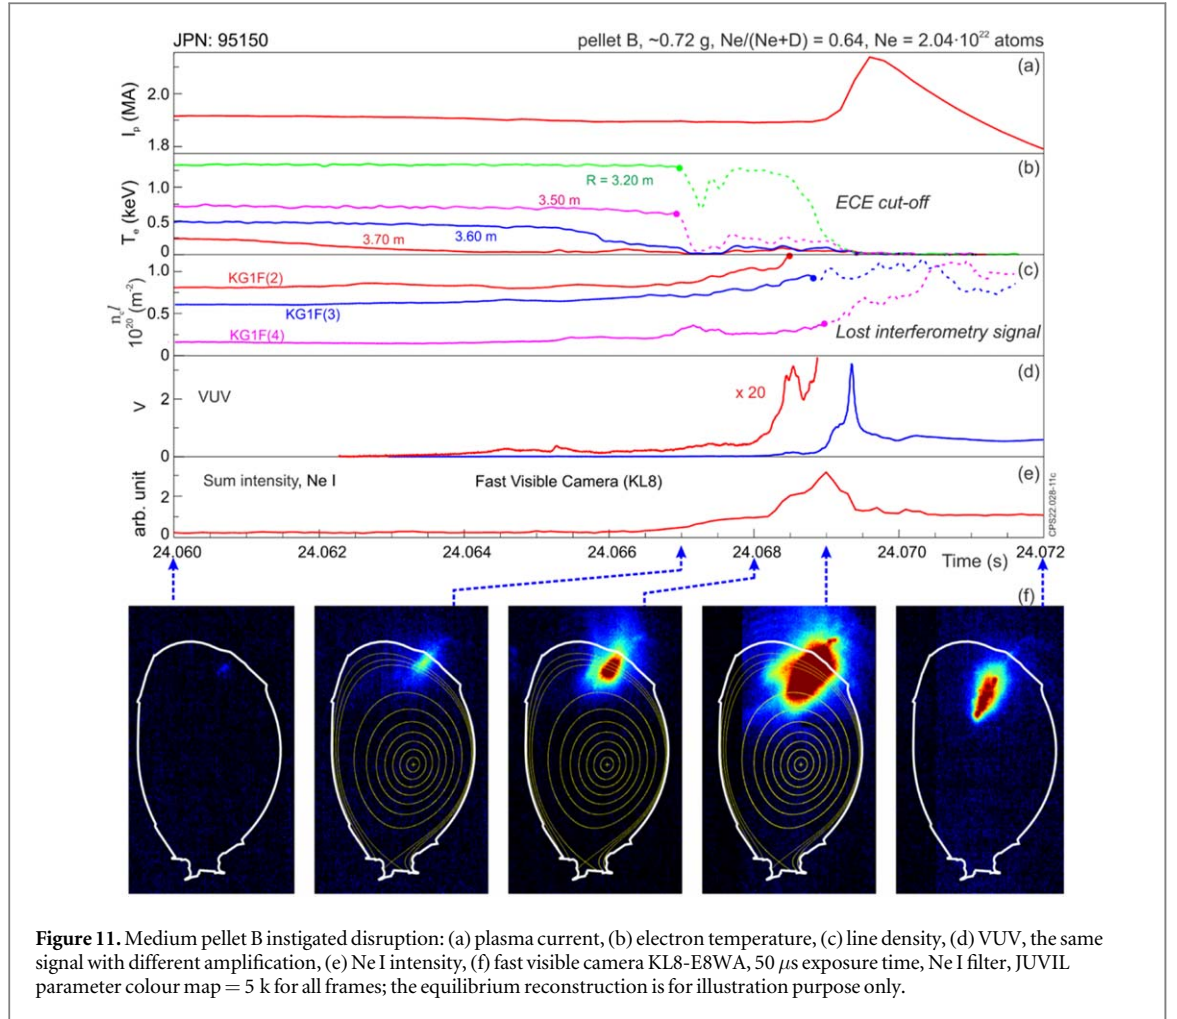 JPN: 95150
pellet B, ~0.72 g, Ne/(Ne+D) = 0.64, Ne = 2.04·10²² atoms
(a)
2.0
1.8
Iₚ (MA)
(b)
1.0
0.5
0
Tₑ (keV)
R = 3.20 m
3.50 m
3.60 m
3.70 m
ECE cut-off
(c)
1.0
0.5
0
nₑl
10²⁰ (m⁻²)
KG1F(2)
KG1F(3)
KG1F(4)
Lost interferometry signal
(d)
2
0
V
VUV
x 20
(e)
2
0
arb. unit
Sum intensity, Ne I
Fast Visible Camera (KL8)
CPS22.028-11c
24.060 24.062 24.064 24.066 24.068 24.070 24.072
Time (s)
(f)
Figure 11. Medium pellet B instigated disruption: (a) plasma current, (b) electron temperature, (c) line density, (d) VUV, the same
signal with different amplification, (e) Ne I intensity, (f) fast visible camera KL8-E8WA, 50 μs exposure time, Ne I filter, JUVIL
parameter colour map = 5 k for all frames; the equilibrium reconstruction is for illustration purpose only.